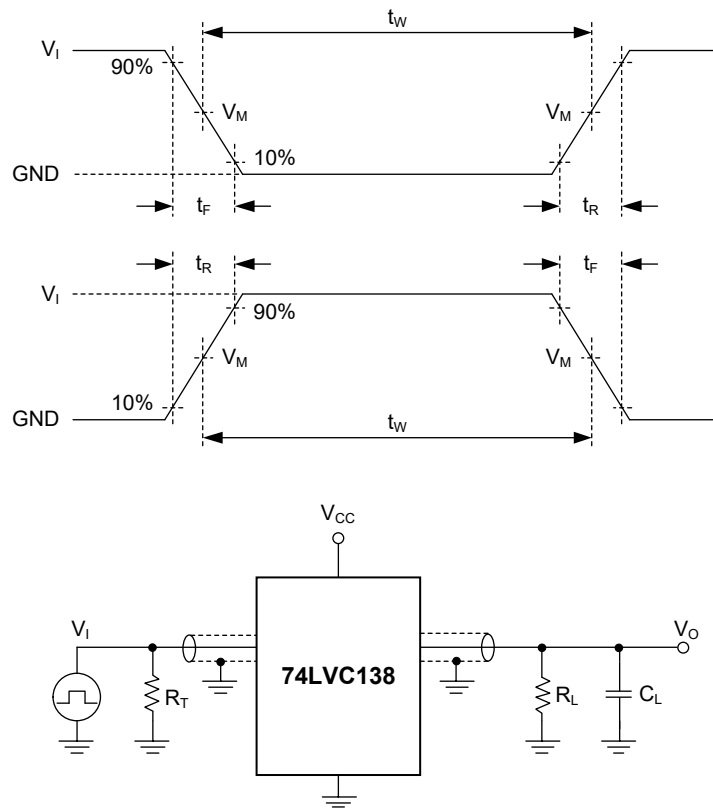 t_W
V_I
90%
V_M V_M
10%
GND
t_F t_R
t_R t_F
V_I
90%
V_M V_M
10%
GND
t_W
V_CC
V_I V_O
74LVC138
R_T R_L C_L